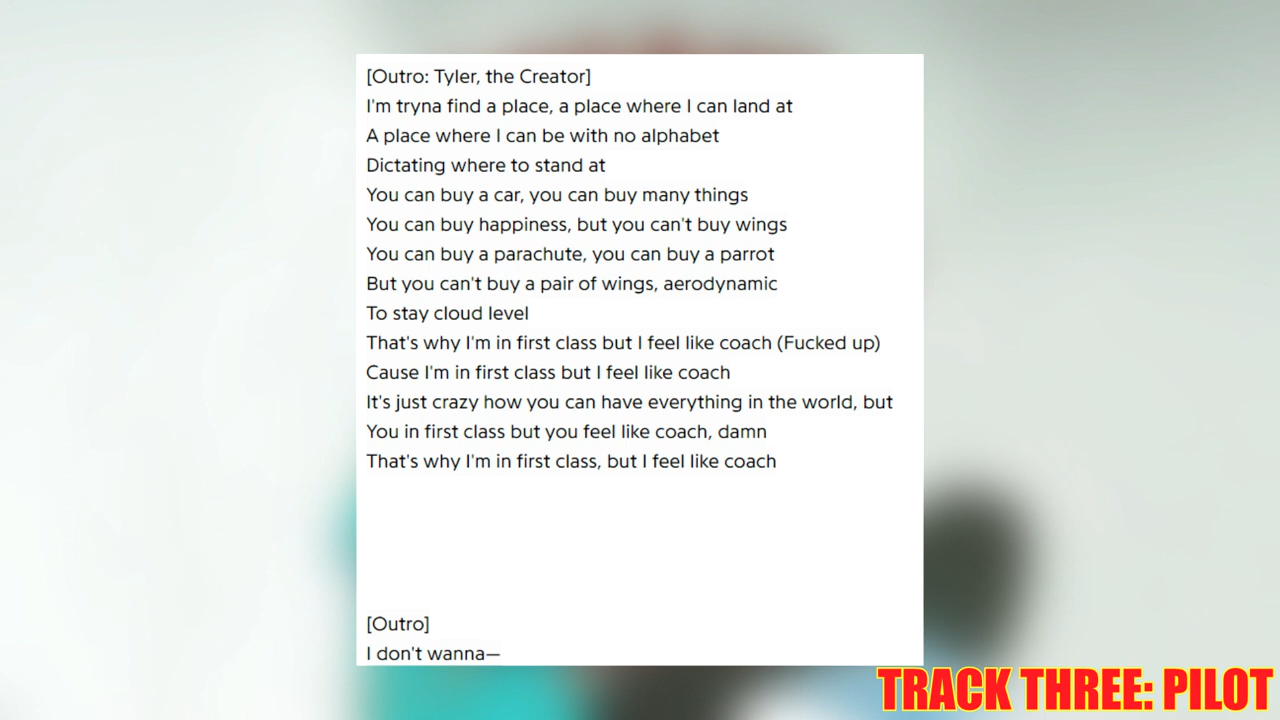 [Outro: Tyler, the Creator]
I'm tryna find a place, a place where I can land at
A place where I can be with no alphabet
Dictating where to stand at
You can buy a car, you can buy many things
You can buy happiness, but you can't buy wings
You can buy a parachute, you can buy a parrot
But you can't buy a pair of wings, aerodynamic
To stay cloud level
That's why I'm in first class but I feel like coach (Fucked up)
Cause I'm in first class but I feel like coach
It's just crazy how you can have everything in the world, but
You in first class but you feel like coach, damn
That's why I'm in first class, but I feel like coach
[Outro]
I don't wanna—
TRACK THREE: PILOT